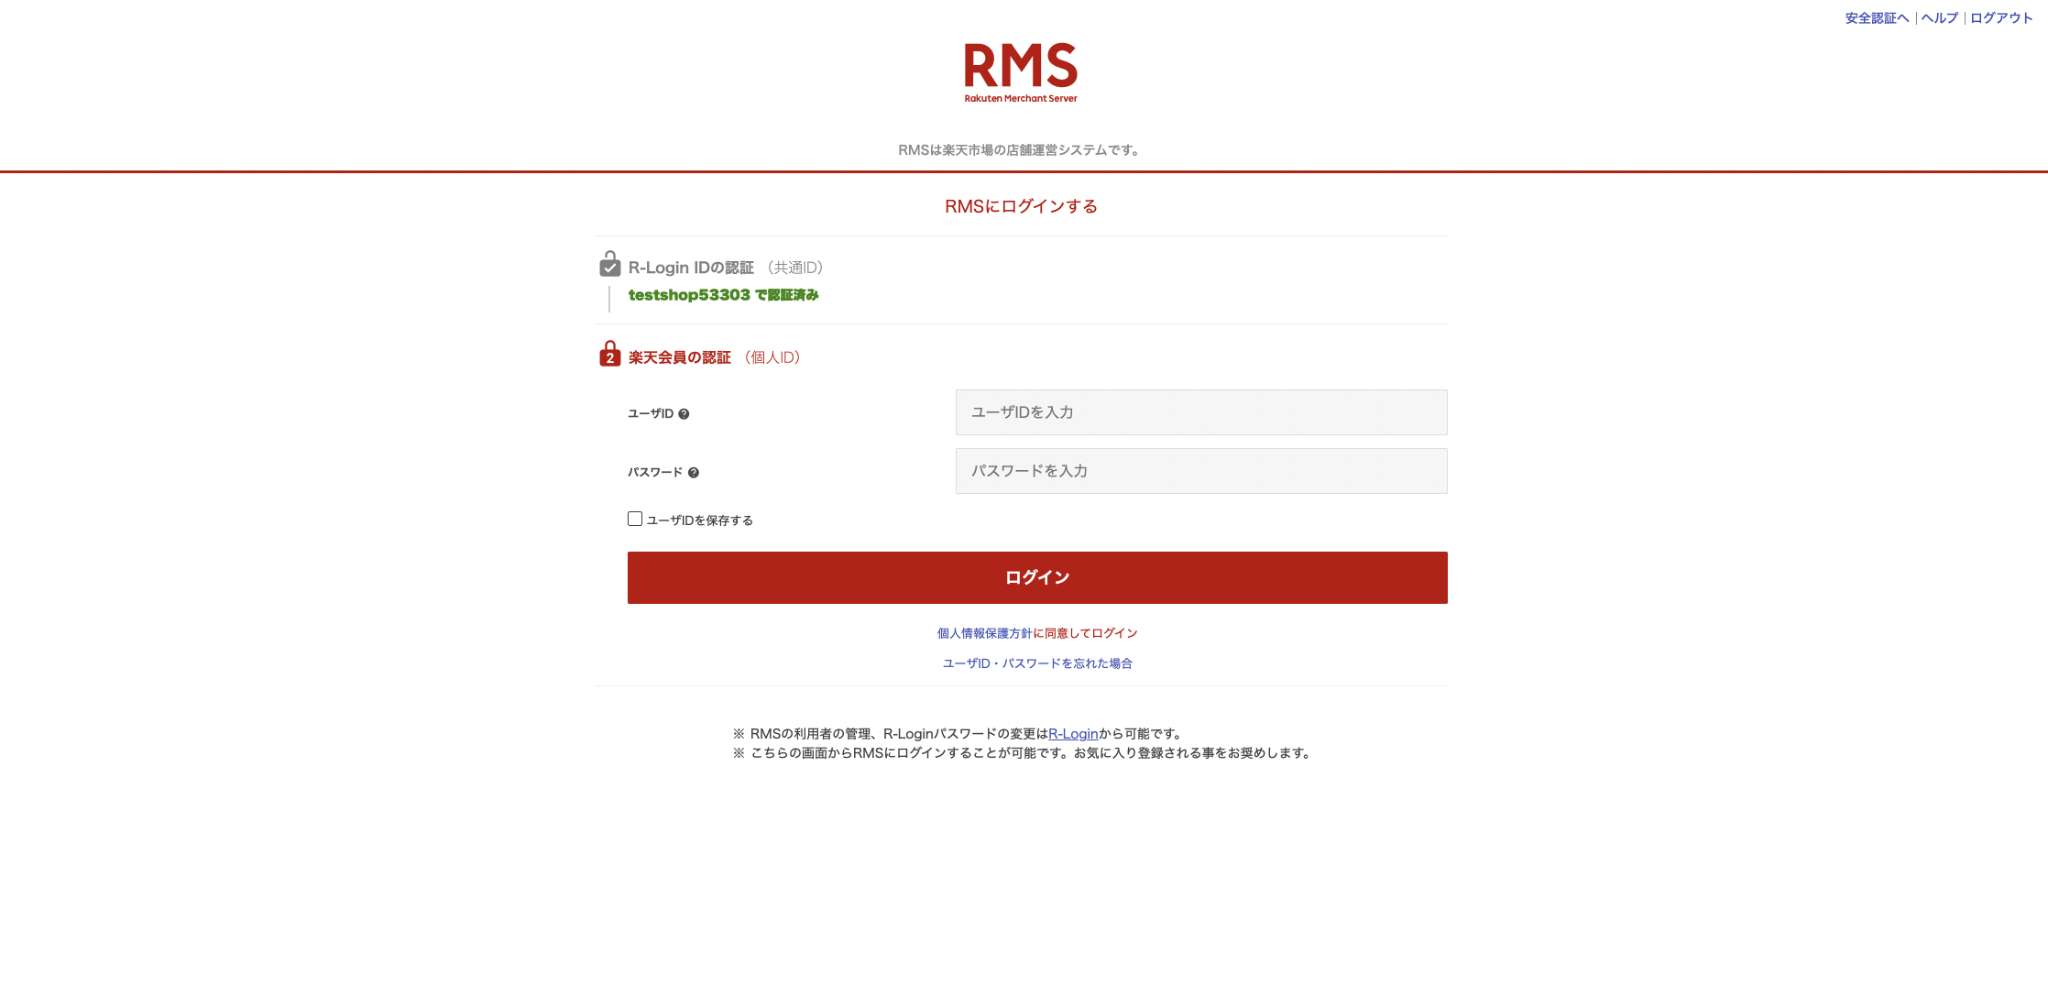 安全認証へ | ヘルプ | ログアウト
RMS
Rakuten Merchant Server
RMSは楽天市場の店舗運営システムです。
RMSにログインする
R-Login IDの認証 （共通ID）
testshop53303 で認証済み
2 楽天会員の認証 （個人ID）
ユーザID ? ユーザIDを入力
パスワード ? パスワードを入力
ユーザIDを保存する
ログイン
個人情報保護方針に同意してログイン
ユーザID・パスワードを忘れた場合
※ RMSの利用者の管理、R-Loginパスワードの変更はR-Loginから可能です。
※ こちらの画面からRMSにログインすることが可能です。お気に入り登録される事をお奨めします。